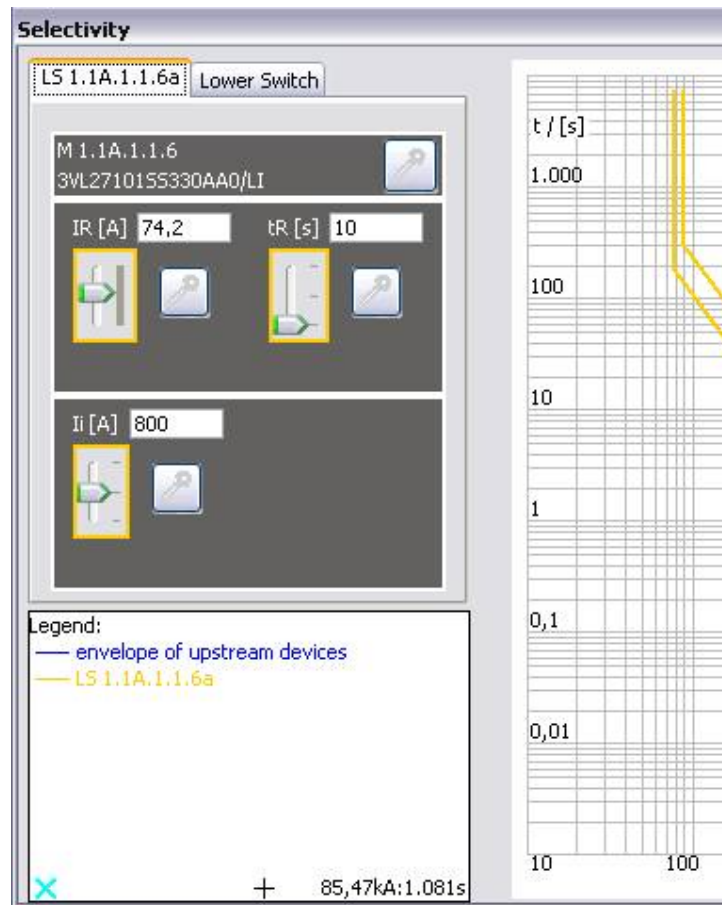 Selectivity
LS 1.1A.1.1.6a Lower Switch
M 1.1A.1.1.6
3VL27101SS330AA0/LI
IR [A] 74,2 tR [s] 10
Ii [A] 800
Legend:
envelope of upstream devices
LS 1.1A.1.1.6a
85,47kA:1.081s
t / [s]
1.000
100
10
1
0,1
0,01
10 100